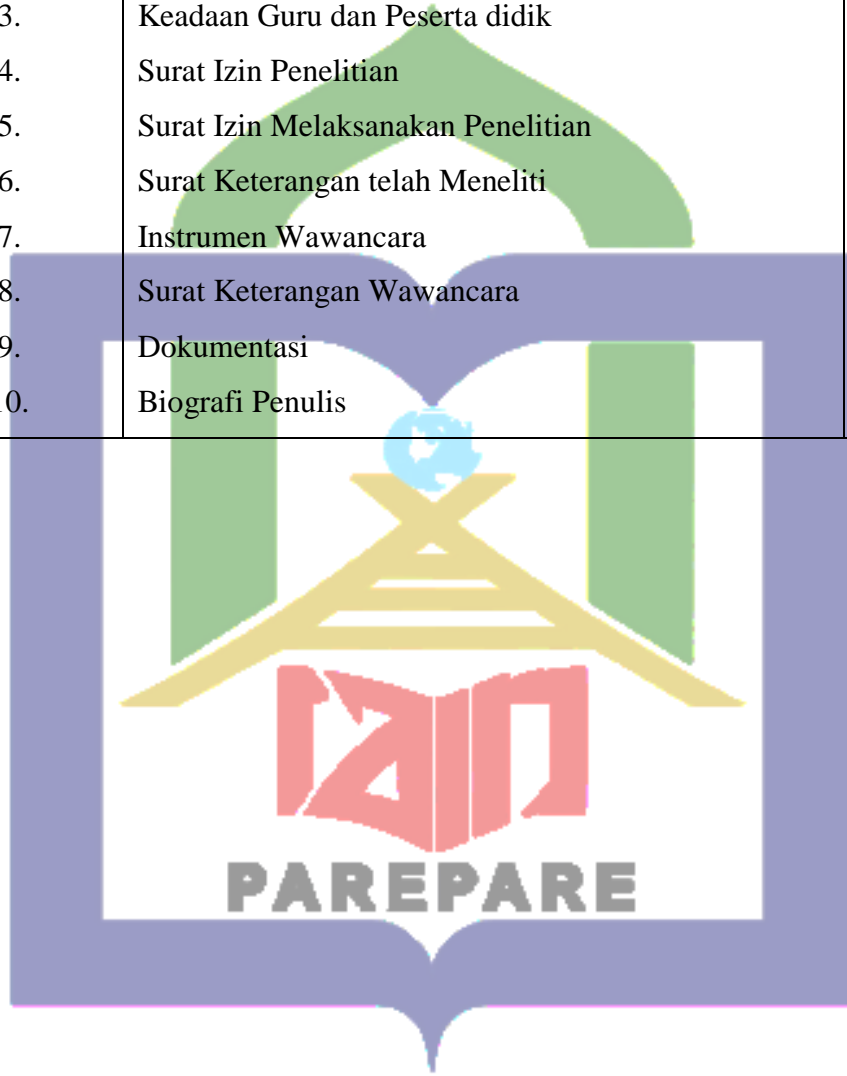 3. Keadaan Guru dan Peserta didik
4. Surat Izin Penelitian
5. Surat Izin Melaksanakan Penelitian
6. Surat Keterangan telah Meneliti
7. Instrumen Wawancara
8. Surat Keterangan Wawancara
9. Dokumentasi
10. Biografi Penulis
iain
PAREPARE